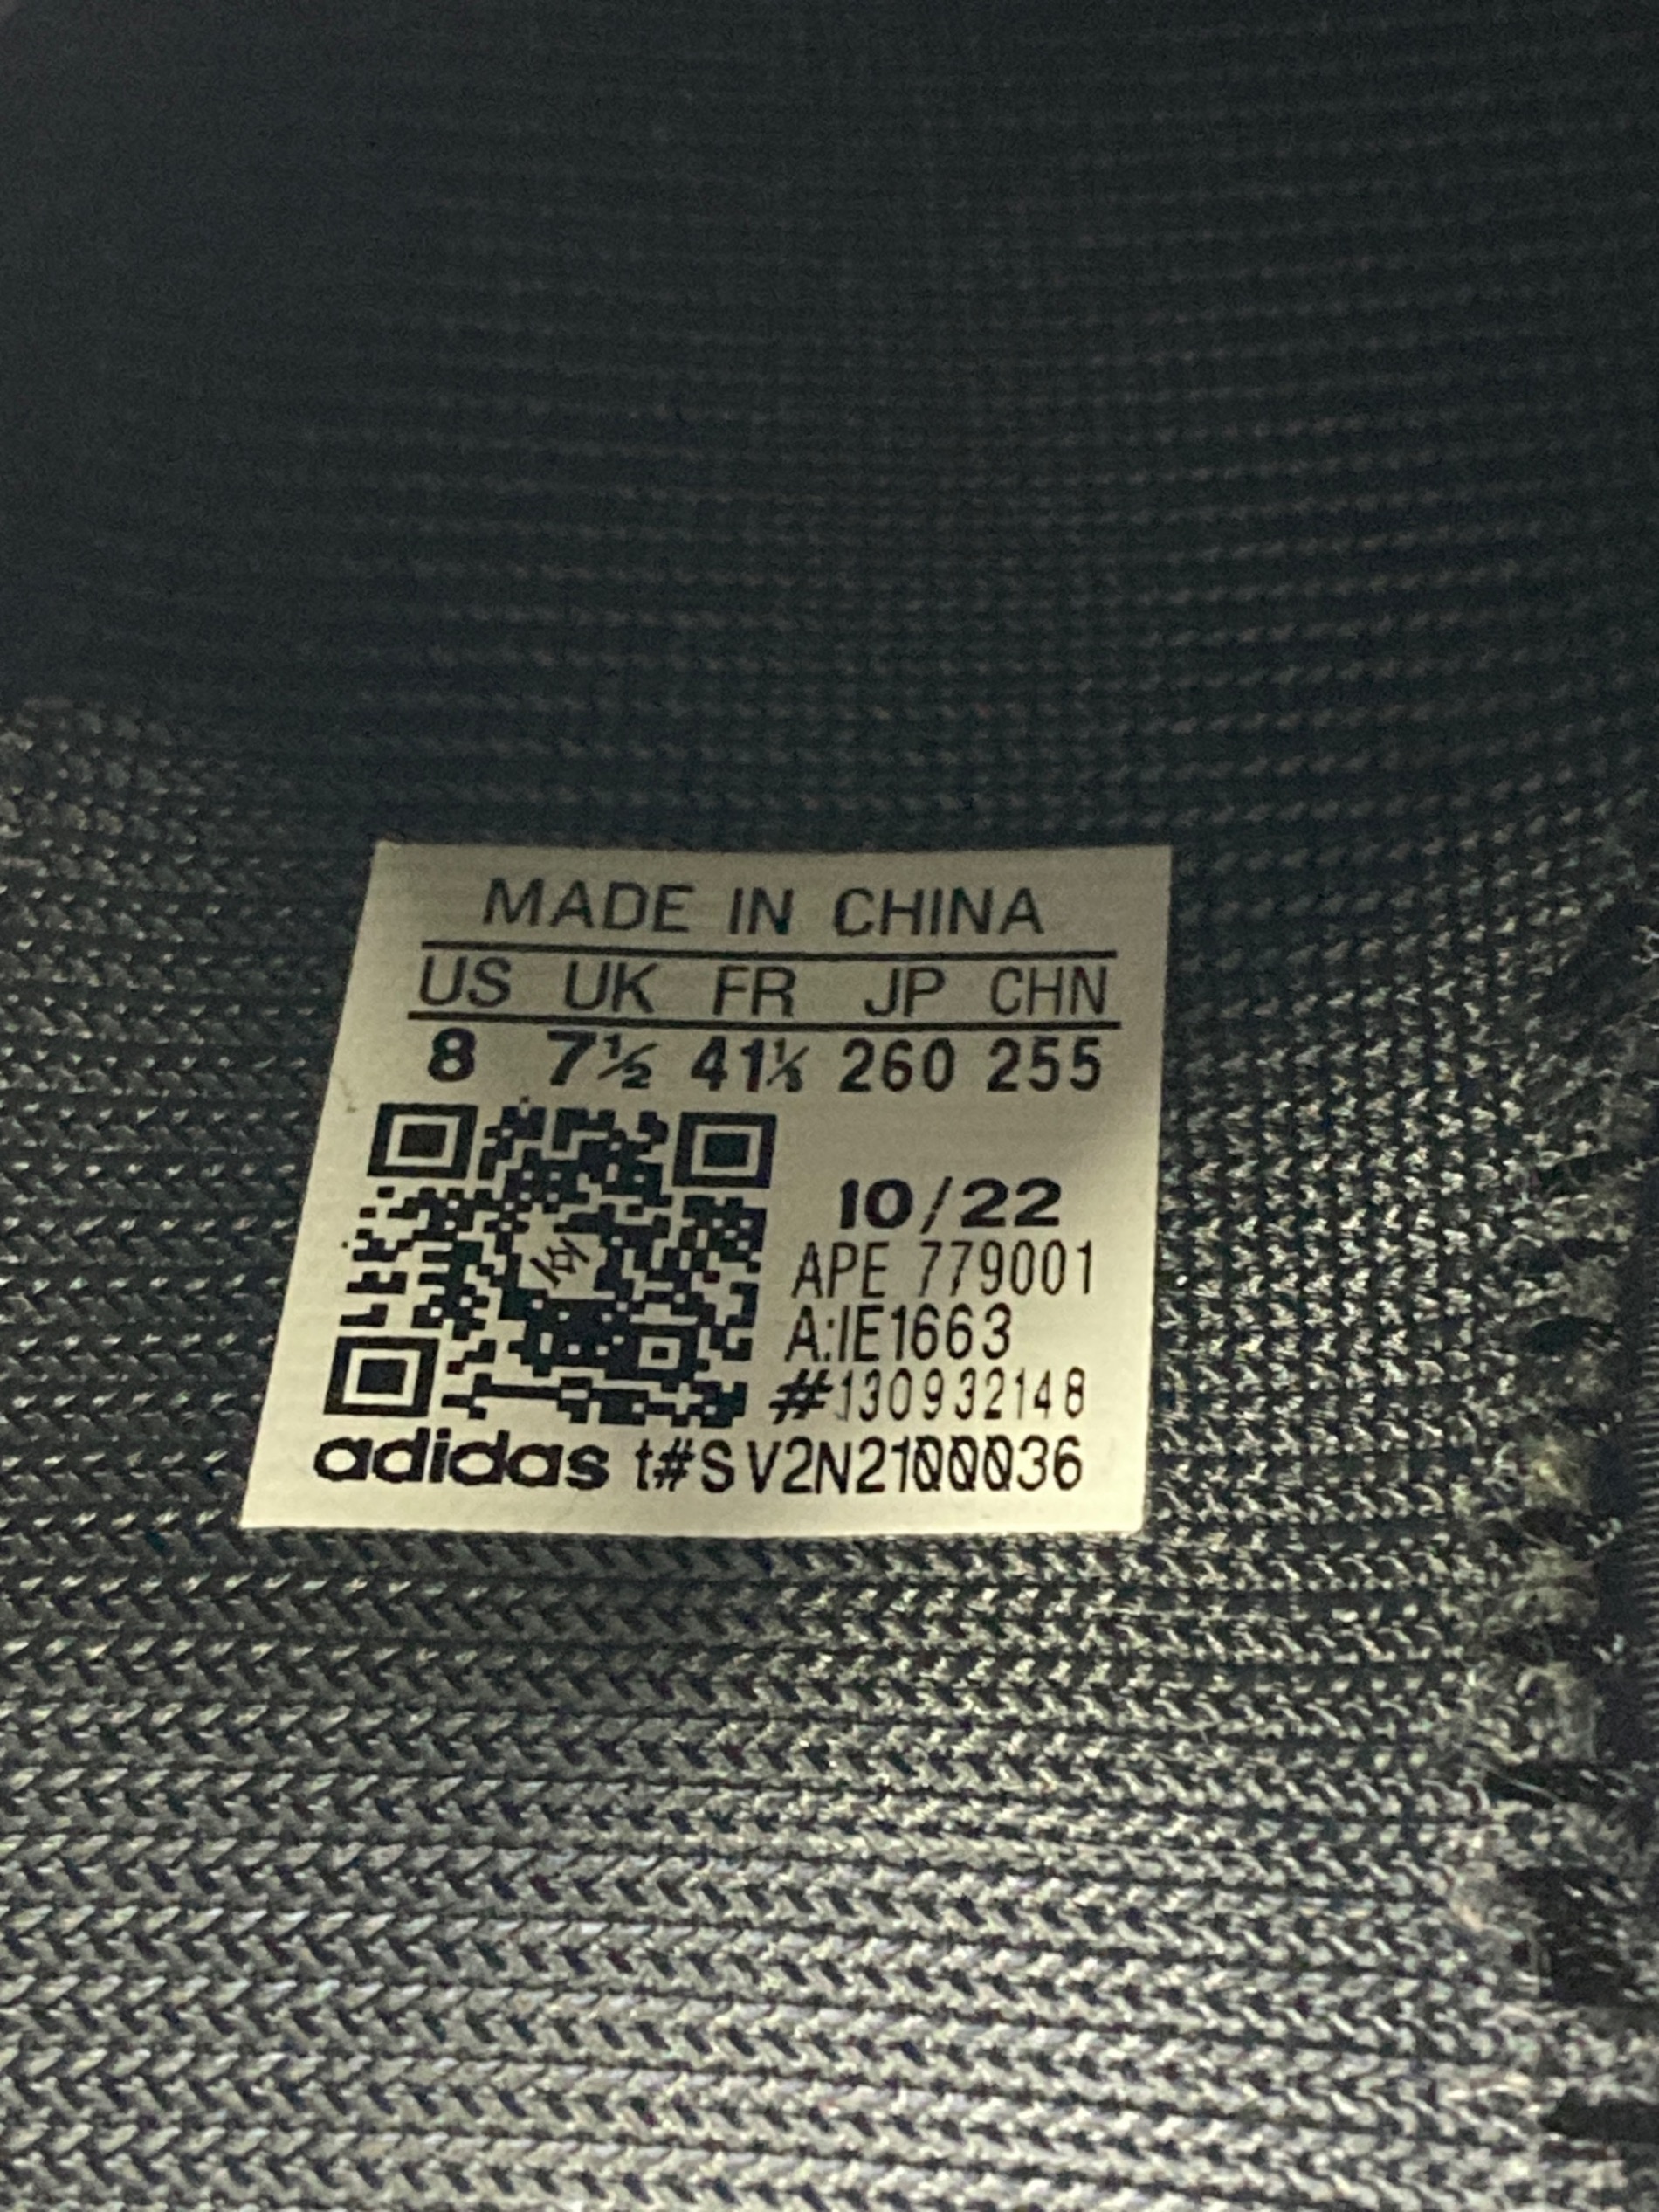 MADE IN CHINA
US UK FR JP CHN
8 7½ 41⅓ 260 255
10/22
APE 779001
A:IE1663
#130932148
adidas t#SV2N2100036